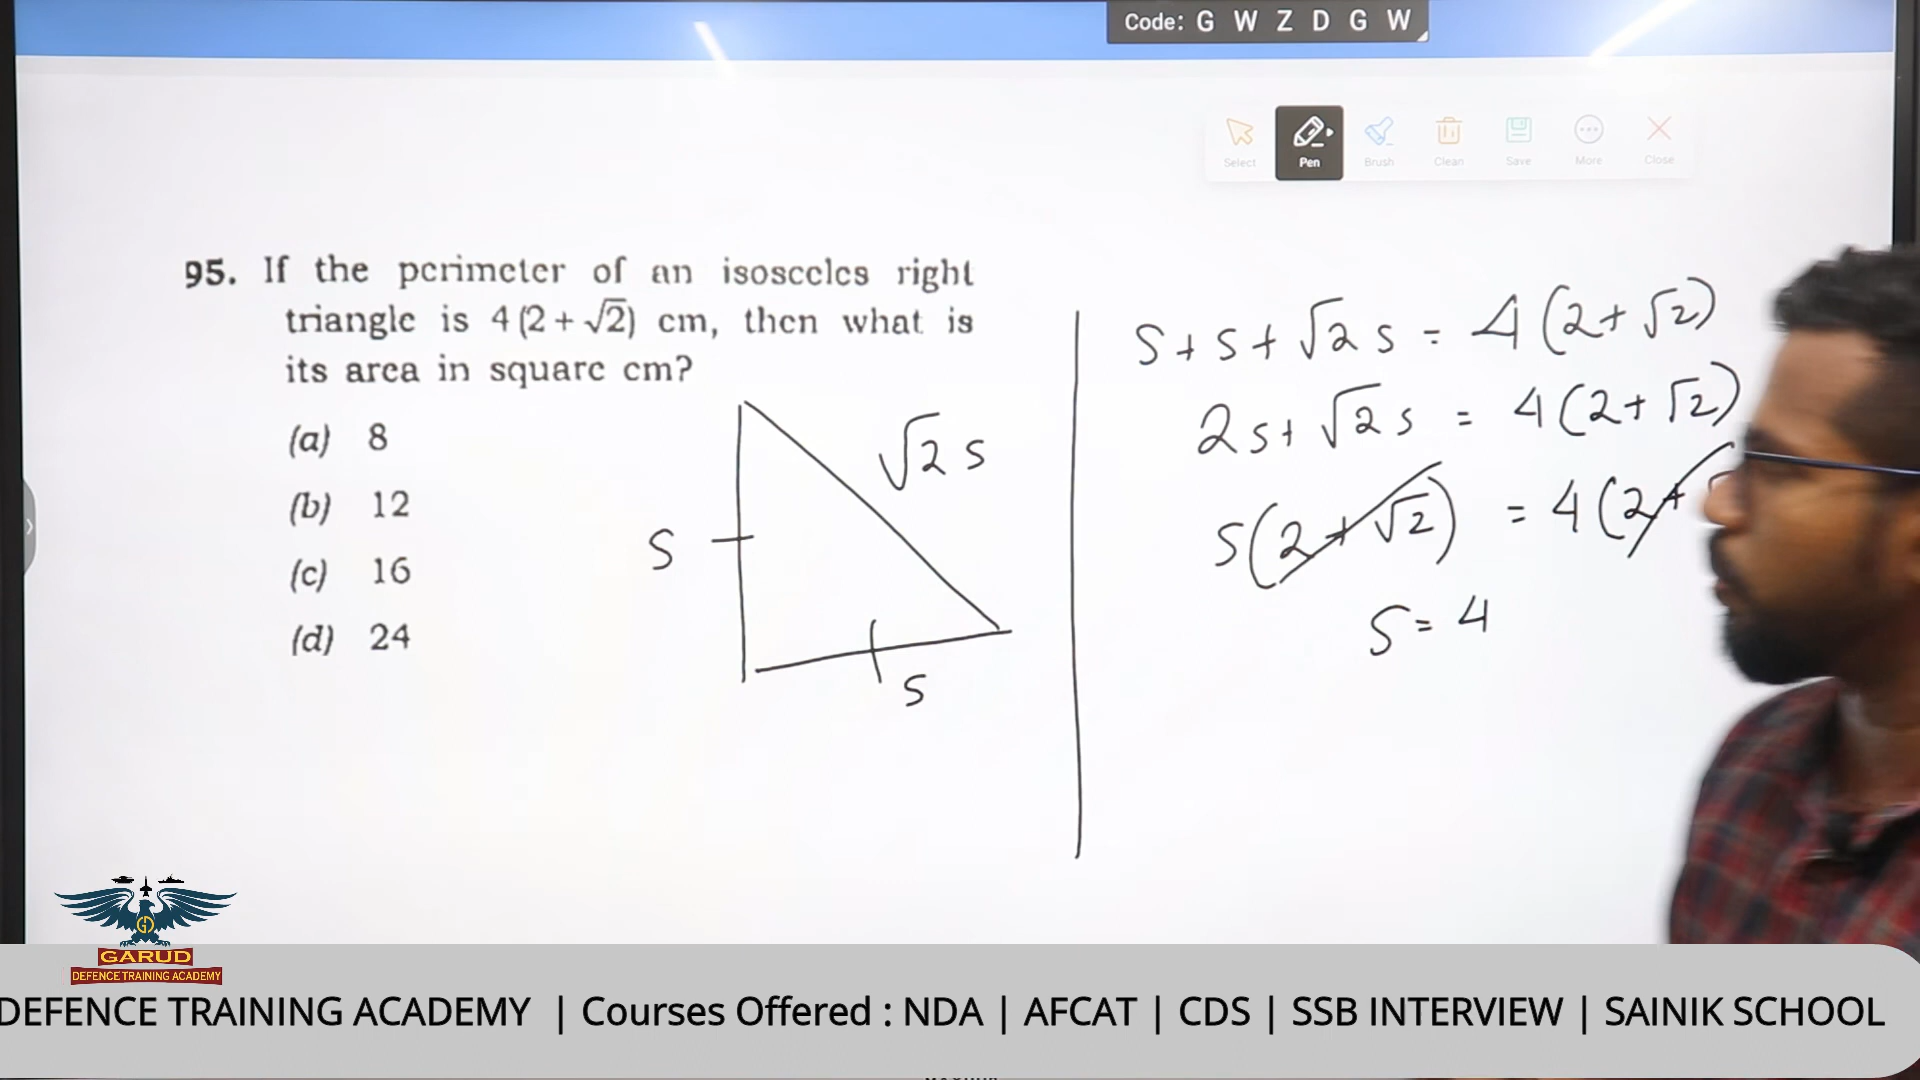 Code: G W Z D G W
Select Pen Brush Clean Save More Close
95. If the perimeter of an isosceles right
triangle is 4(2+√2) cm, then what is
its area in square cm?
(a) 8
(b) 12
(c) 16
(d) 24
√2 s
s
s
s + s + √2 s = 4(2+√2)
2s + √2 s = 4(2+√2)
s(2+√2) = 4(2+
s = 4
GARUD
DEFENCE TRAINING ACADEMY
DEFENCE TRAINING ACADEMY | Courses Offered : NDA | AFCAT | CDS | SSB INTERVIEW | SAINIK SCHOOL